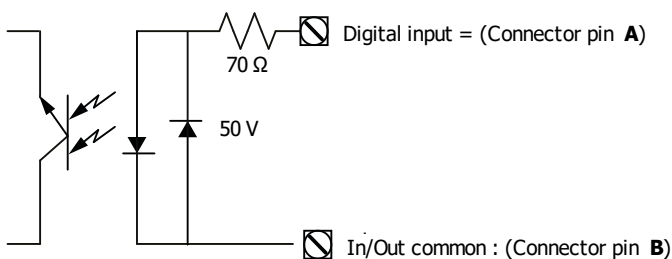 Digital input = (Connector pin A)
70 Ω
50 V
In/Out common : (Connector pin B)